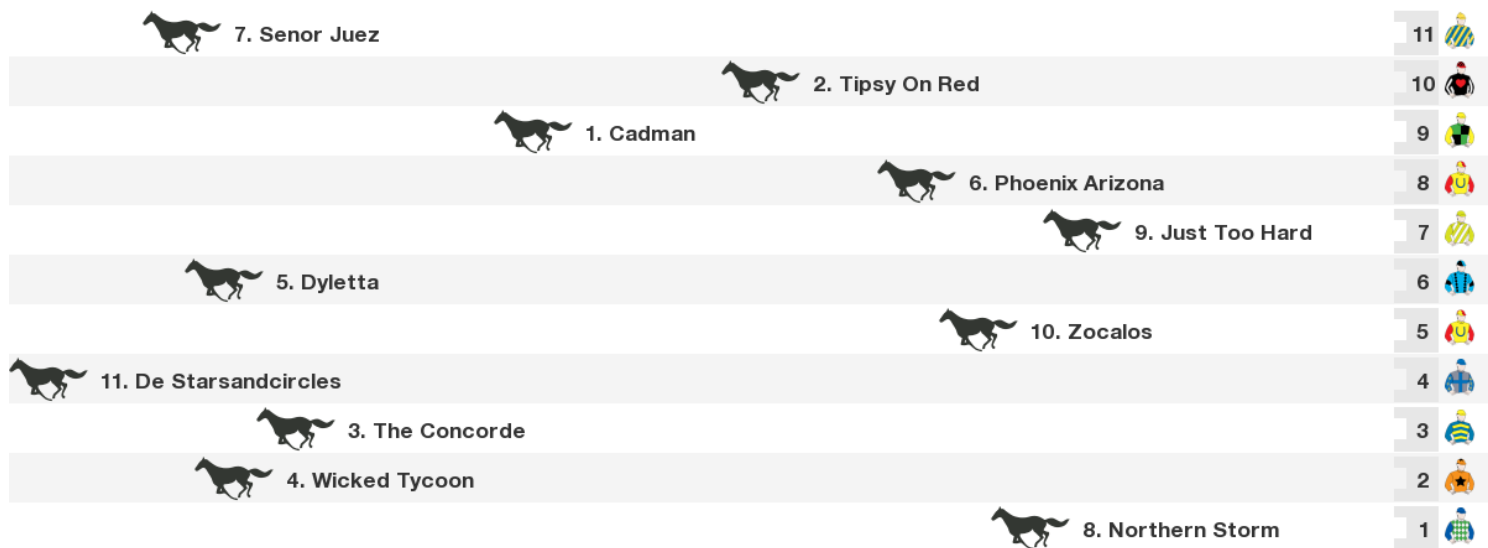 7. Senor Juez 11
2. Tipsy On Red 10
1. Cadman 9
6. Phoenix Arizona 8
9. Just Too Hard 7
5. Dyletta 6
10. Zocalos 5
11. De Starsandcircles 4
3. The Concorde 3
4. Wicked Tycoon 2
8. Northern Storm 1